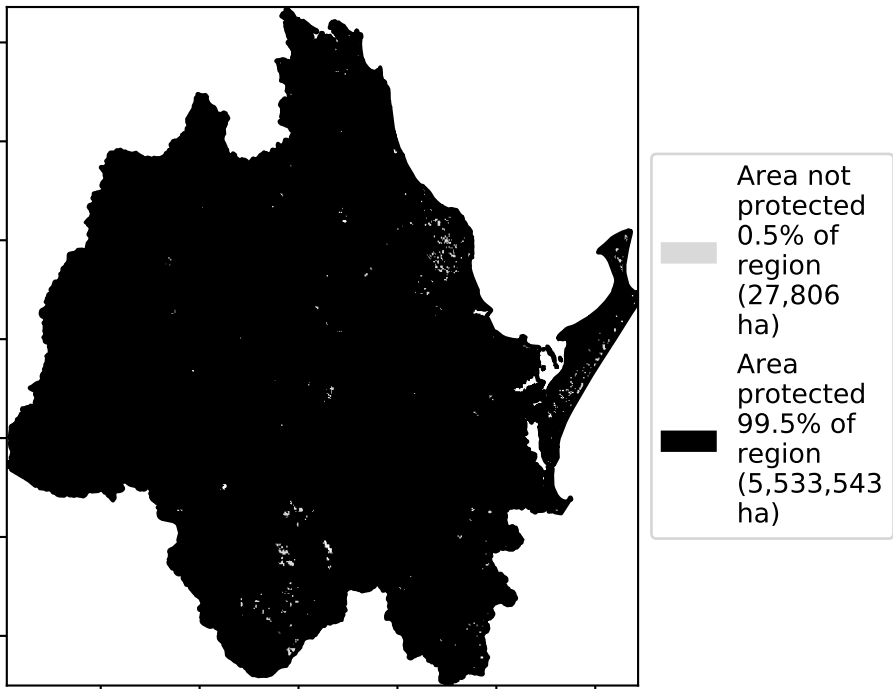 Area not
protected
0.5% of
region
(27,806
ha)
Area
protected
99.5% of
region
(5,533,543
ha)